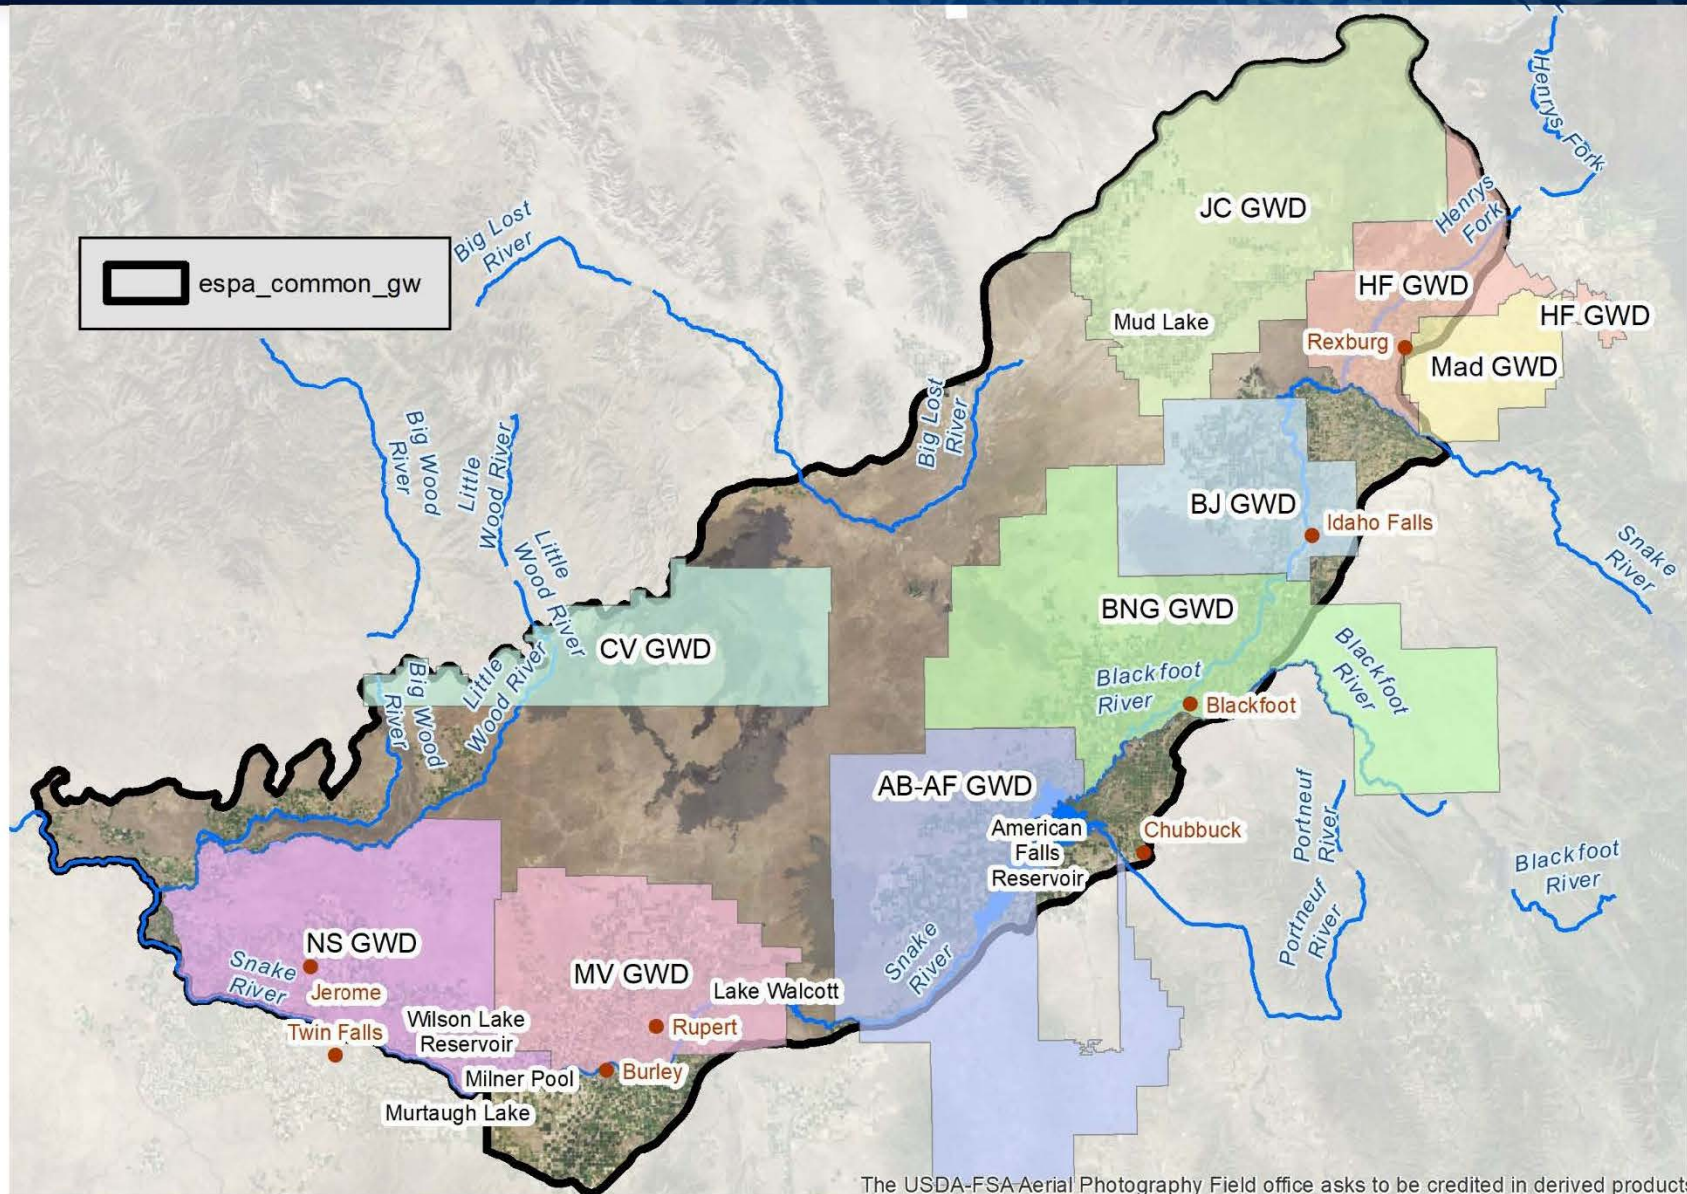 Henrys Fork
JC GWD
Henrys
Fork
Big Lost
River
espa_common_gw
HF GWD
HF GWD
Mud Lake
Rexburg
Mad GWD
Big Lost
River
Big Wood
River
Little
Wood River
BJ GWD
Idaho Falls
Snake
River
Little
Wood River
BNG GWD
CV GWD
Blackfoot
River
Little
Wood River
Big Wood
River
Blackfoot
River
Blackfoot
AB-AF GWD
American
Falls
Reservoir
Chubbuck
Portneuf
River
Blackfoot
River
Portneuf
River
NS GWD
Snake
River
Jerome
MV GWD
Snake
River
Lake Walcott
Wilson Lake
Reservoir
Twin Falls
Rupert
Milner Pool
Burley
Murtaugh Lake
The USDA-FSA Aerial Photography Field office asks to be credited in derived products